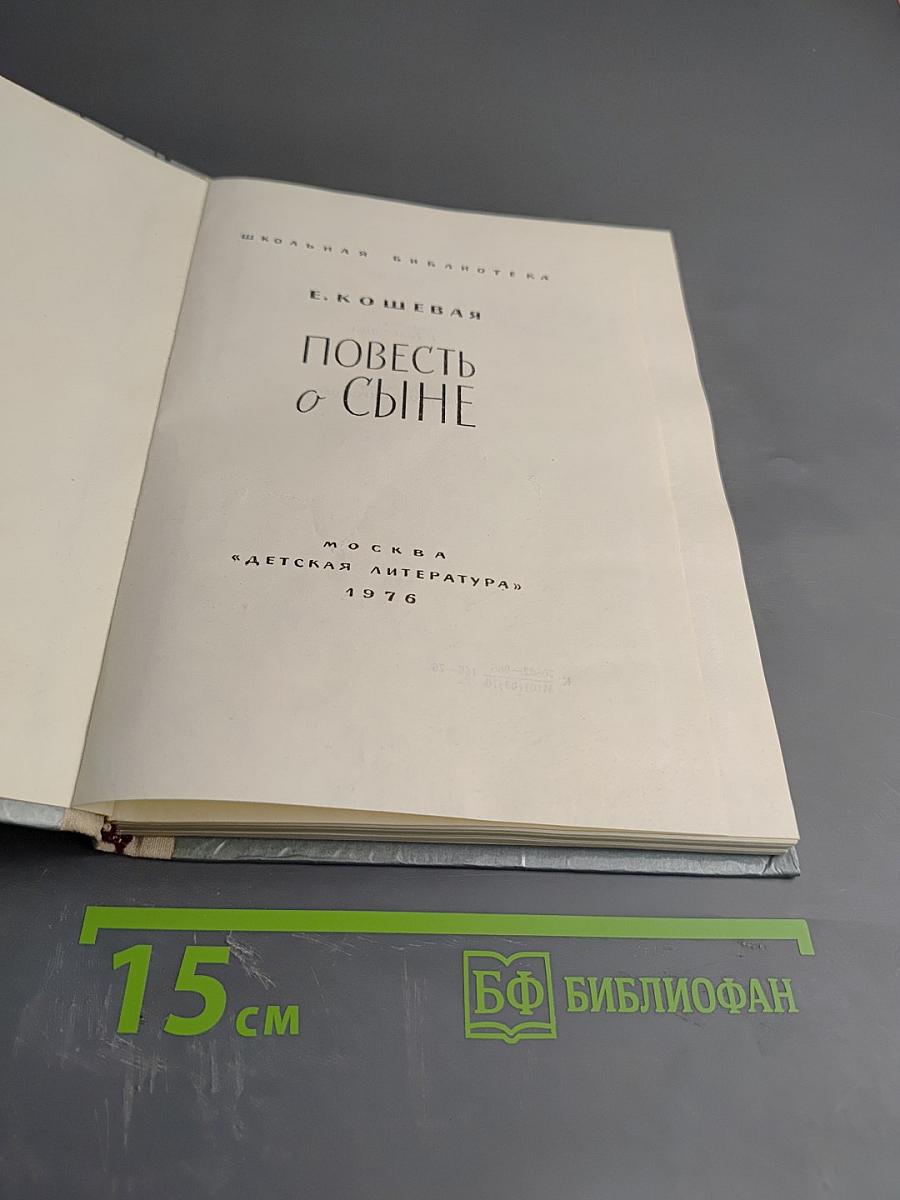 ШКОЛЬНАЯ БИБЛИОТЕКА
Е. КОШЕВАЯ
ПОВЕСТЬ
о СЫНЕ
МОСКВА
«ДЕТСКАЯ ЛИТЕРАТУРА»
1976
15 см
БФ БИБЛИОФАН